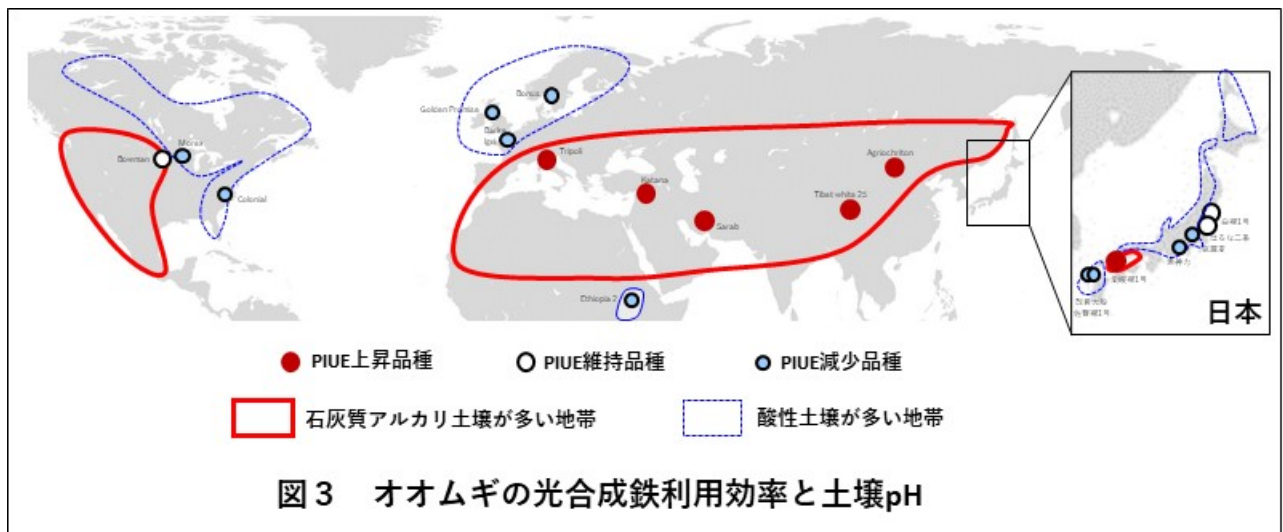 Bonus
Golden Promise
Morex
Bowman
Tripoli
Agriochriton
Katana
Colonial
Tibet white 25
Sarab
Ethiopia 2
日本
PIUE上昇品種
PIUE維持品種
PIUE減少品種
石灰質アルカリ土壌が多い地帯
酸性土壌が多い地帯
図３ オオムギの光合成鉄利用効率と土壌pH